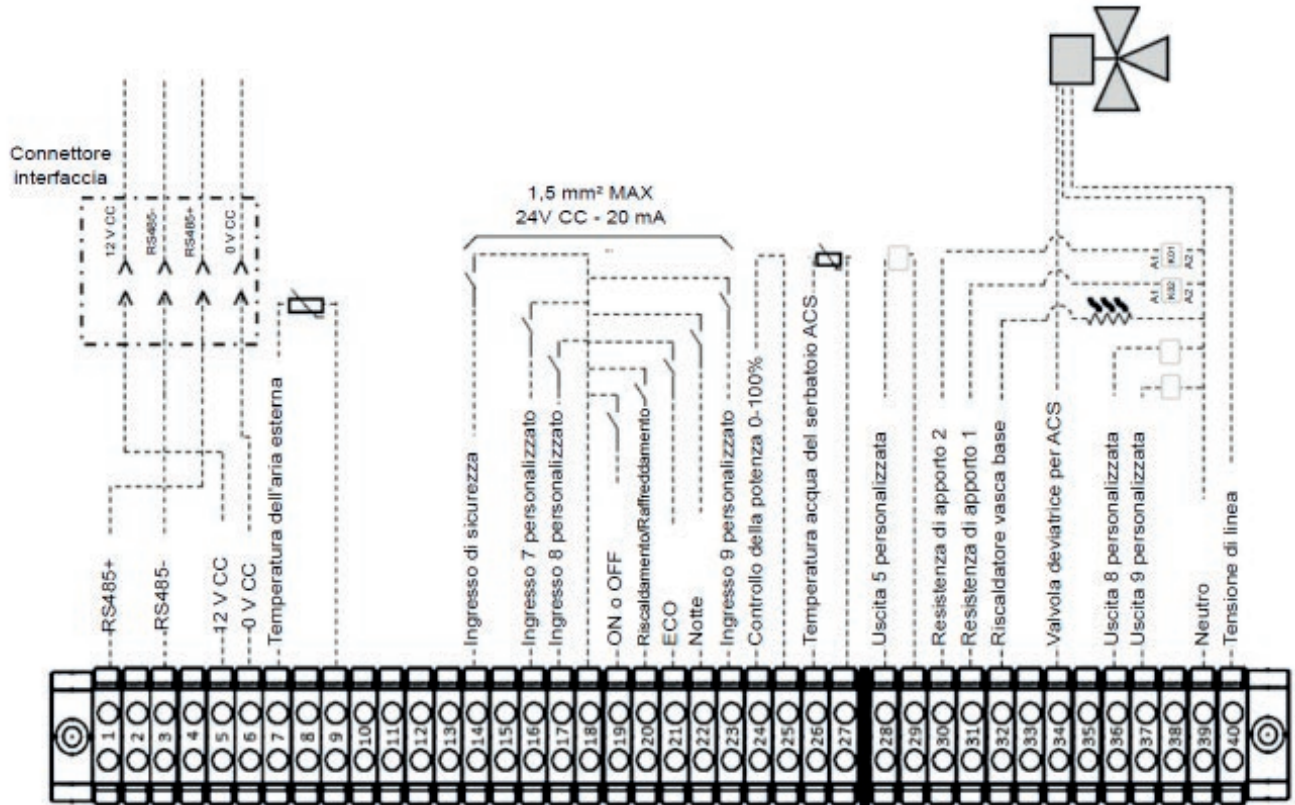 Connettore
interfaccia
12 V CC
RS485-
RS485+
0 V CC
1,5 mm² MAX
24V CC - 20 mA
A1
K01
A2
A1
K02
A2
RS485+
RS485-
12 V CC
0 V CC
Temperatura dell'aria esterna
Ingresso di sicurezza
Ingresso 7 personalizzato
Ingresso 8 personalizzato
ON o OFF
Riscaldamento/Raffreddamento
ECO
Notte
Ingresso 9 personalizzato
Controllo della potenza 0-100%
Temperatura acqua del serbatoio ACS
Uscita 5 personalizzata
Resistenza di apporto 2
Resistenza di apporto 1
Riscaldatore vasca base
Valvola deviatrice per ACS
Uscita 8 personalizzata
Uscita 9 personalizzata
Neutro
Tensione di linea
1
2
3
4
5
6
7
8
9
10
11
12
13
14
15
16
17
18
19
20
21
22
23
24
25
26
27
28
29
30
31
32
33
34
35
36
37
38
39
40